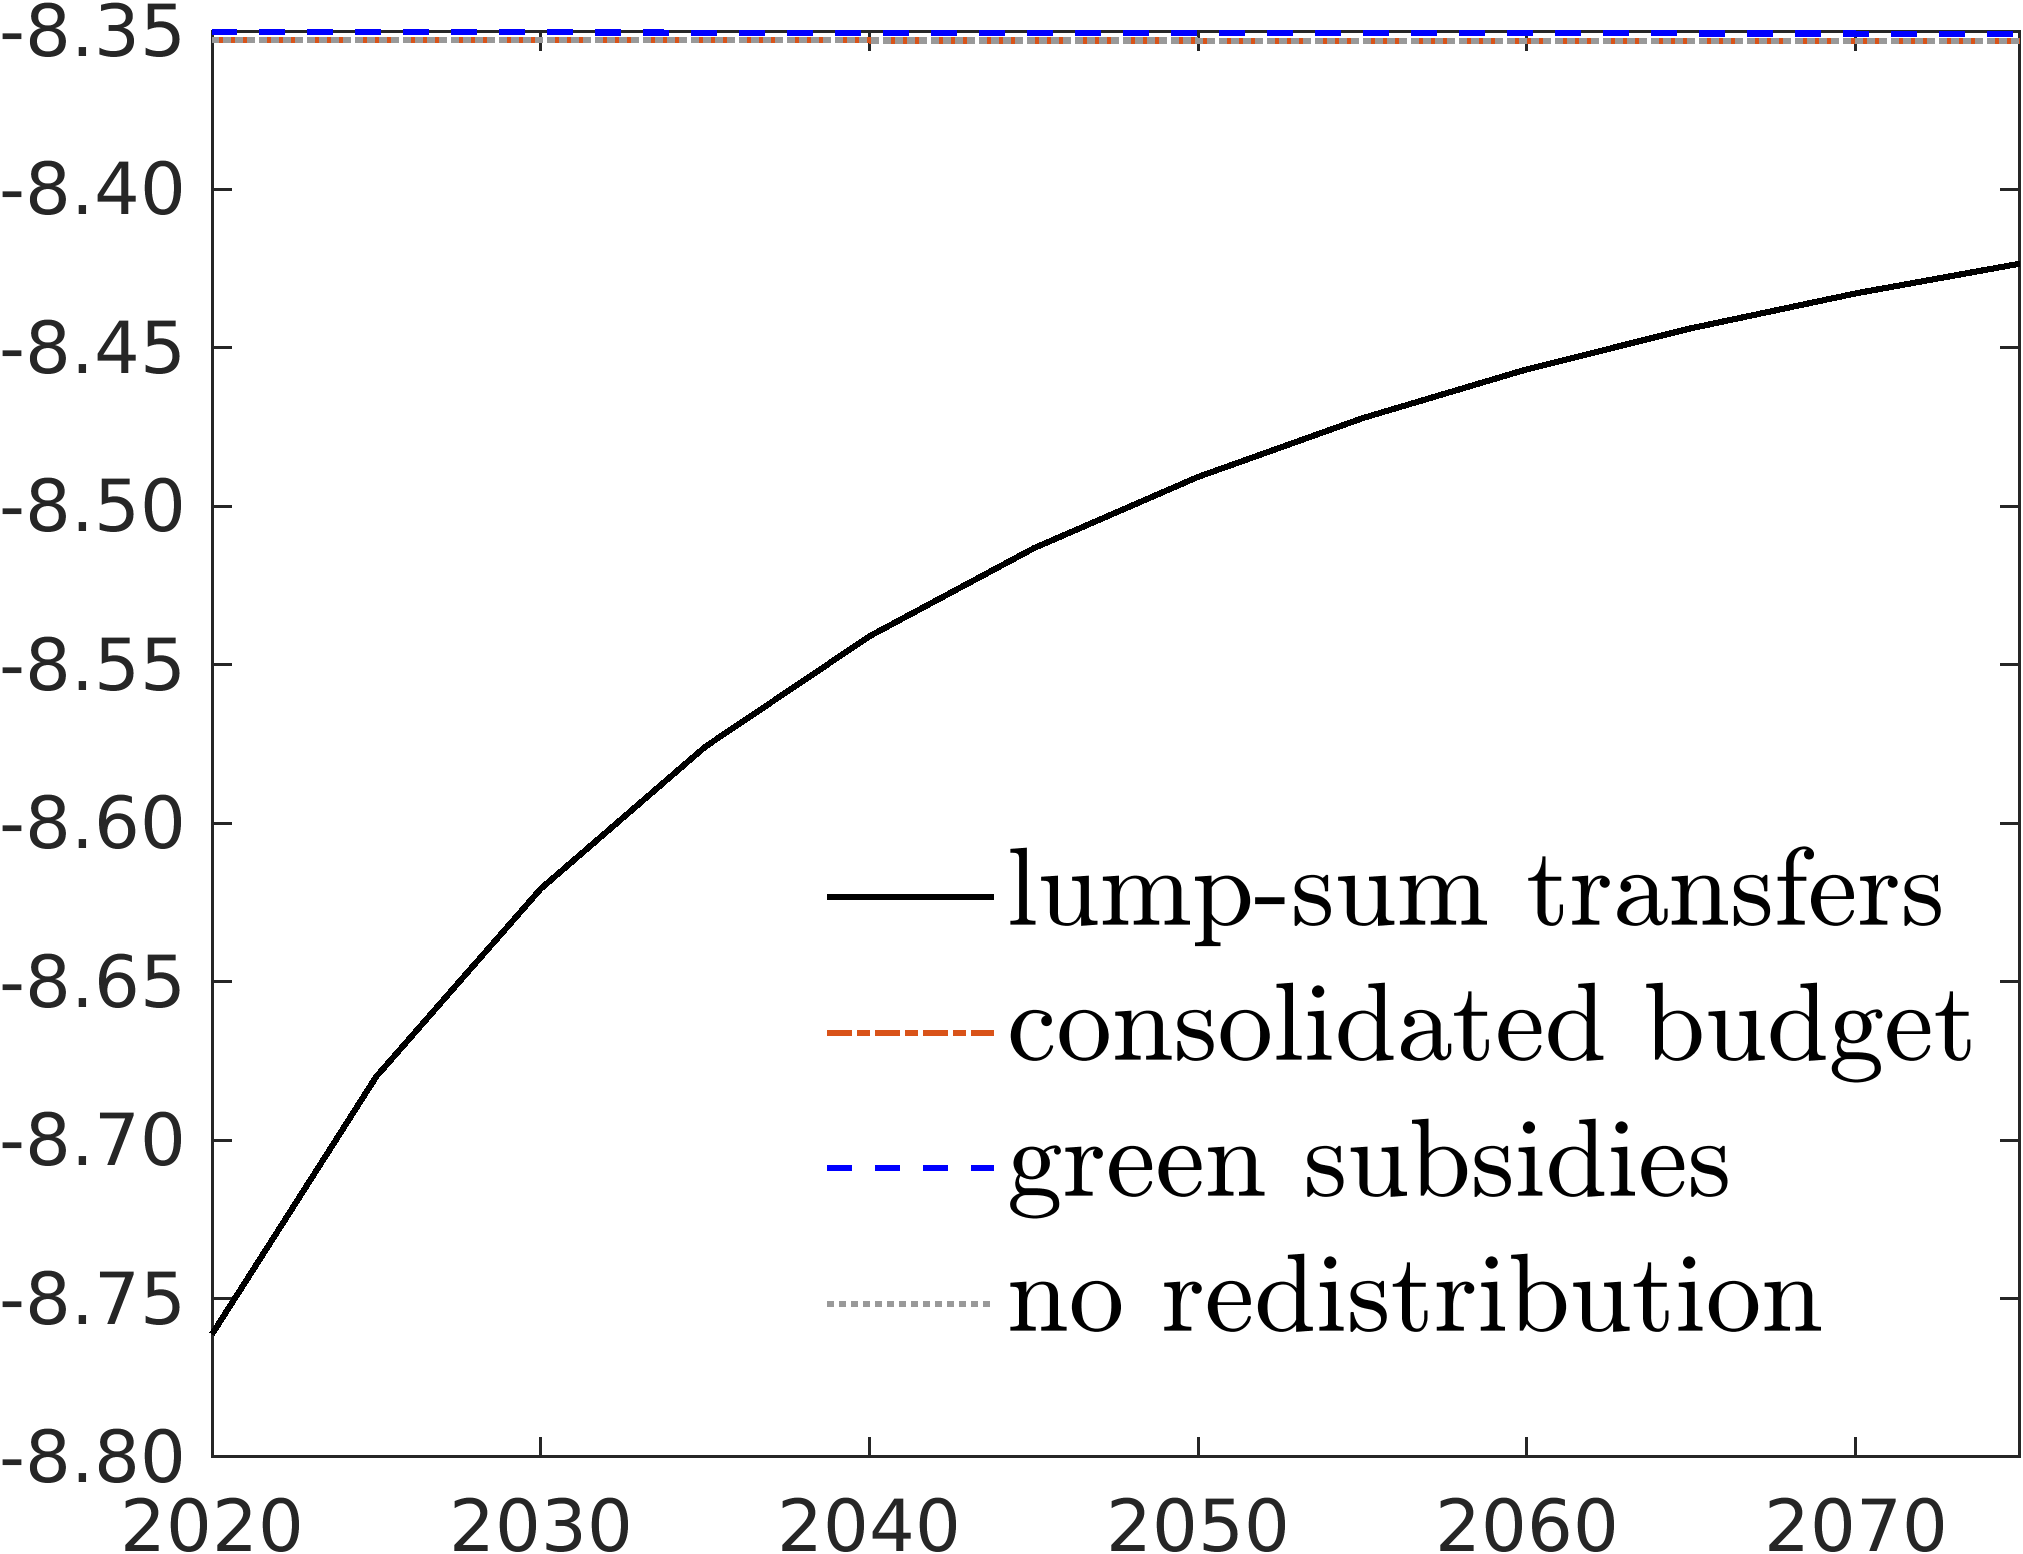 -8.35
-8.40
-8.45
-8.50
-8.55
-8.60
-8.65
-8.70
-8.75
-8.80
lump-sum transfers
consolidated budget
green subsidies
no redistribution
2020 2030 2040 2050 2060 2070